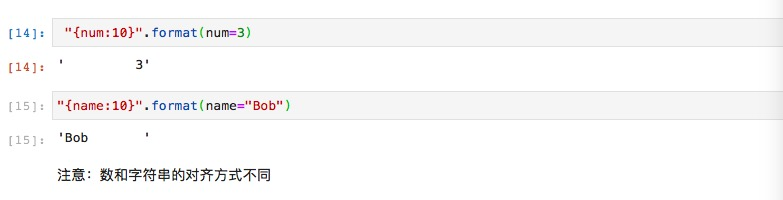 [14]: "{num:10}".format(num=3)
[14]: '         3'
[15]: "{name:10}".format(name="Bob")
[15]: 'Bob       '
注意：数和字符串的对齐方式不同